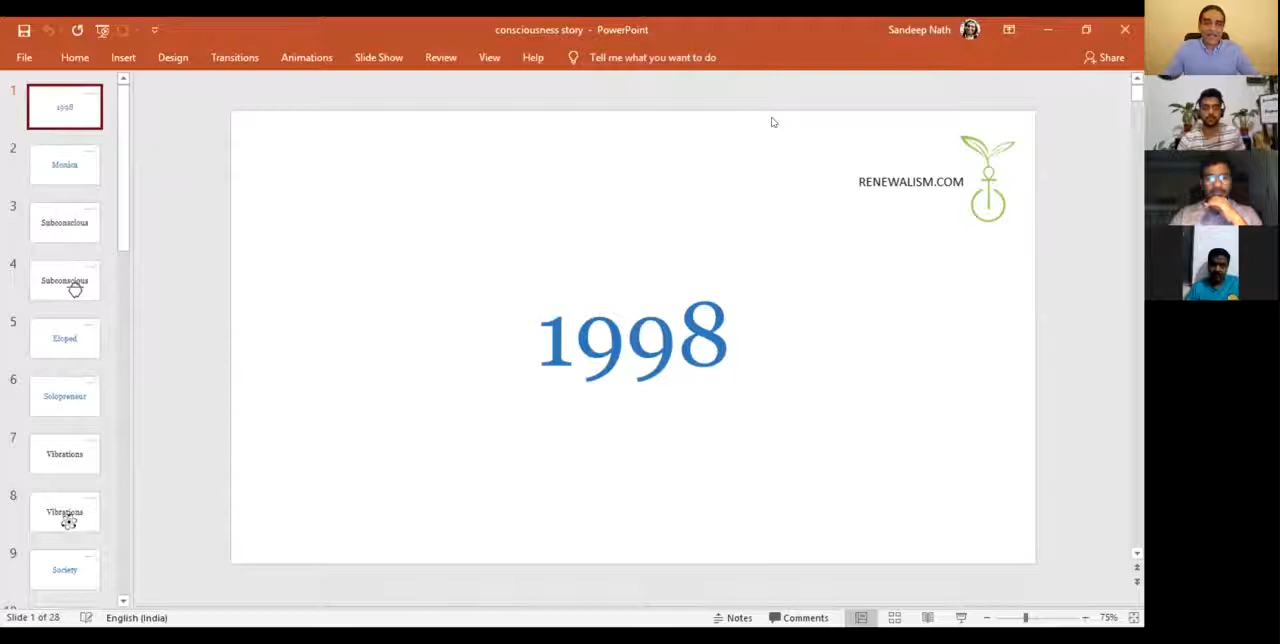 consciousness story - PowerPoint
Sandeep Nath
File Home Insert Design Transitions Animations Slide Show Review View Help Tell me what you want to do
Share
1
1998
2
Monica
3
Subconscious
4
Subconscious
5
Eloped
6
Solopreneur
7
Vibrations
8
Vibrations
9
Society
RENEWALISM.COM
1998
Slide 1 of 28
English (India)
Notes
Comments
75%